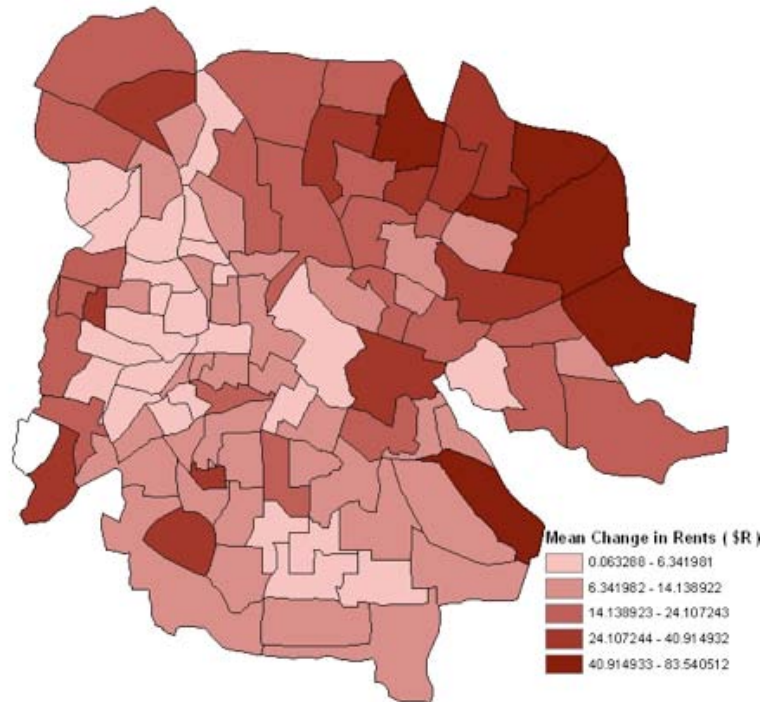 Mean Change in Rents ( $R )
0.063288 - 6.341981
6.341982 - 14.138922
14.138923 - 24.107243
24.107244 - 40.914932
40.914933 - 83.540512